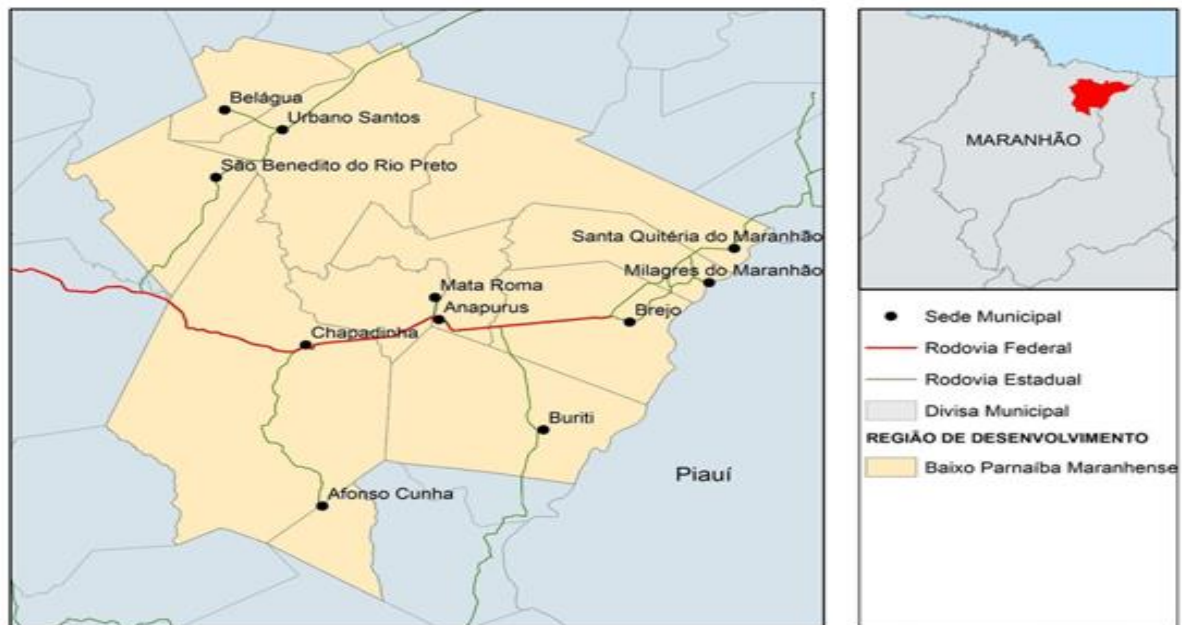 Belágua
Urbano Santos
São Benedito do Rio Preto
Santa Quitéria do Maranhão
Milagres do Maranhão
Mata Roma
Anapurus
Brejo
Chapadinha
Buriti
Piauí
Afonso Cunha
MARANHÃO
Sede Municipal
Rodovia Federal
Rodovia Estadual
Divisa Municipal
REGIÃO DE DESENVOLVIMENTO
Baixo Parnaíba Maranhense